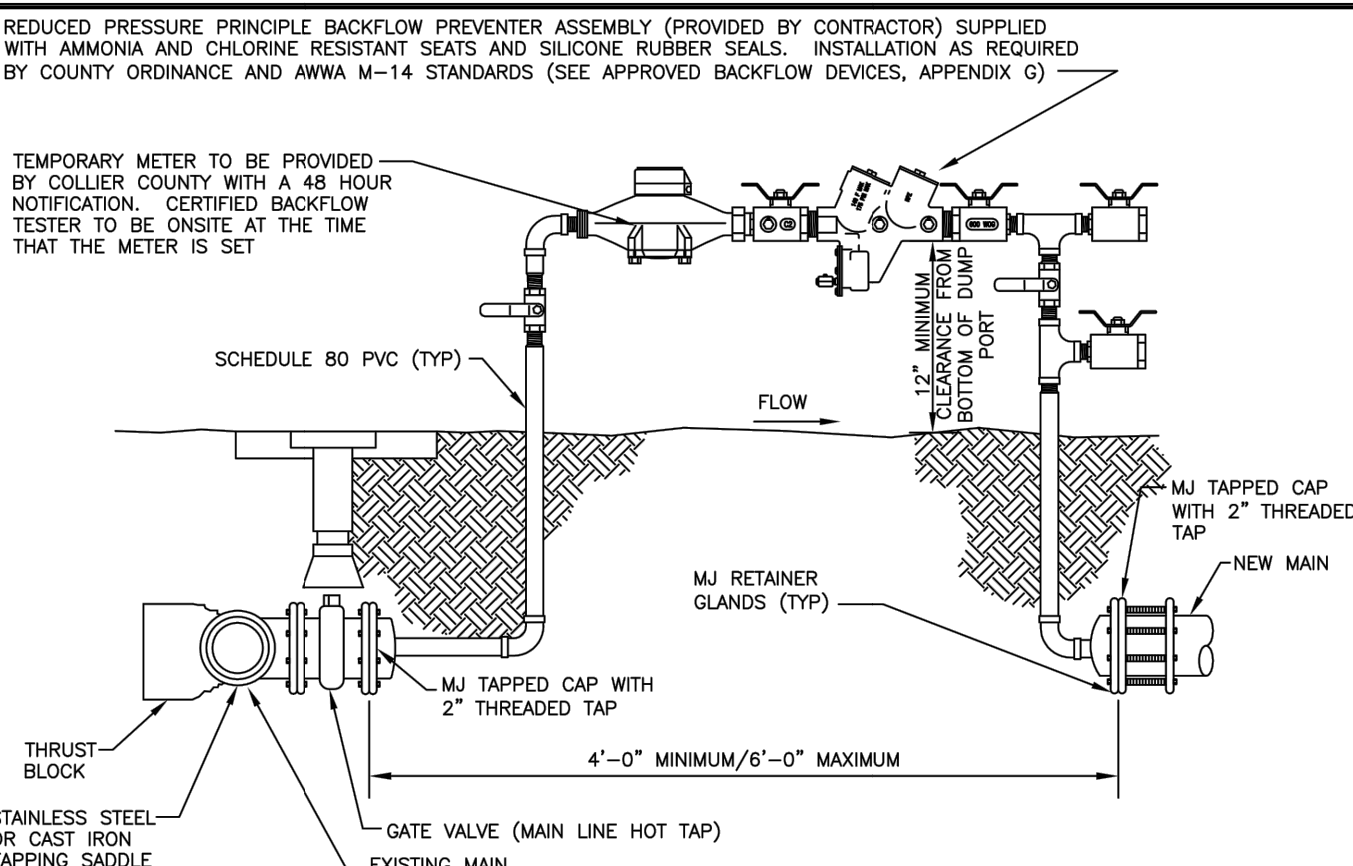 REDUCED PRESSURE PRINCIPLE BACKFLOW PREVENTER ASSEMBLY (PROVIDED BY CONTRACTOR) SUPPLIED
WITH AMMONIA AND CHLORINE RESISTANT SEATS AND SILICONE RUBBER SEALS. INSTALLATION AS REQUIRED
BY COUNTY ORDINANCE AND AWWA M-14 STANDARDS (SEE APPROVED BACKFLOW DEVICES, APPENDIX G)
TEMPORARY METER TO BE PROVIDED
BY COLLIER COUNTY WITH A 48 HOUR
NOTIFICATION. CERTIFIED BACKFLOW
TESTER TO BE ONSITE AT THE TIME
THAT THE METER IS SET
SCHEDULE 80 PVC (TYP)
12" MINIMUM
CLEARANCE FROM
BOTTOM OF DUMP
PORT
FLOW
MJ TAPPED CAP
WITH 2" THREADED
TAP
NEW MAIN
MJ RETAINER
GLANDS (TYP)
MJ TAPPED CAP WITH
2" THREADED TAP
THRUST
BLOCK
4'-0" MINIMUM/6'-0" MAXIMUM
STAINLESS STEEL
OR CAST IRON
TAPPING SADDLE
GATE VALVE (MAIN LINE HOT TAP)
EXISTING MAIN